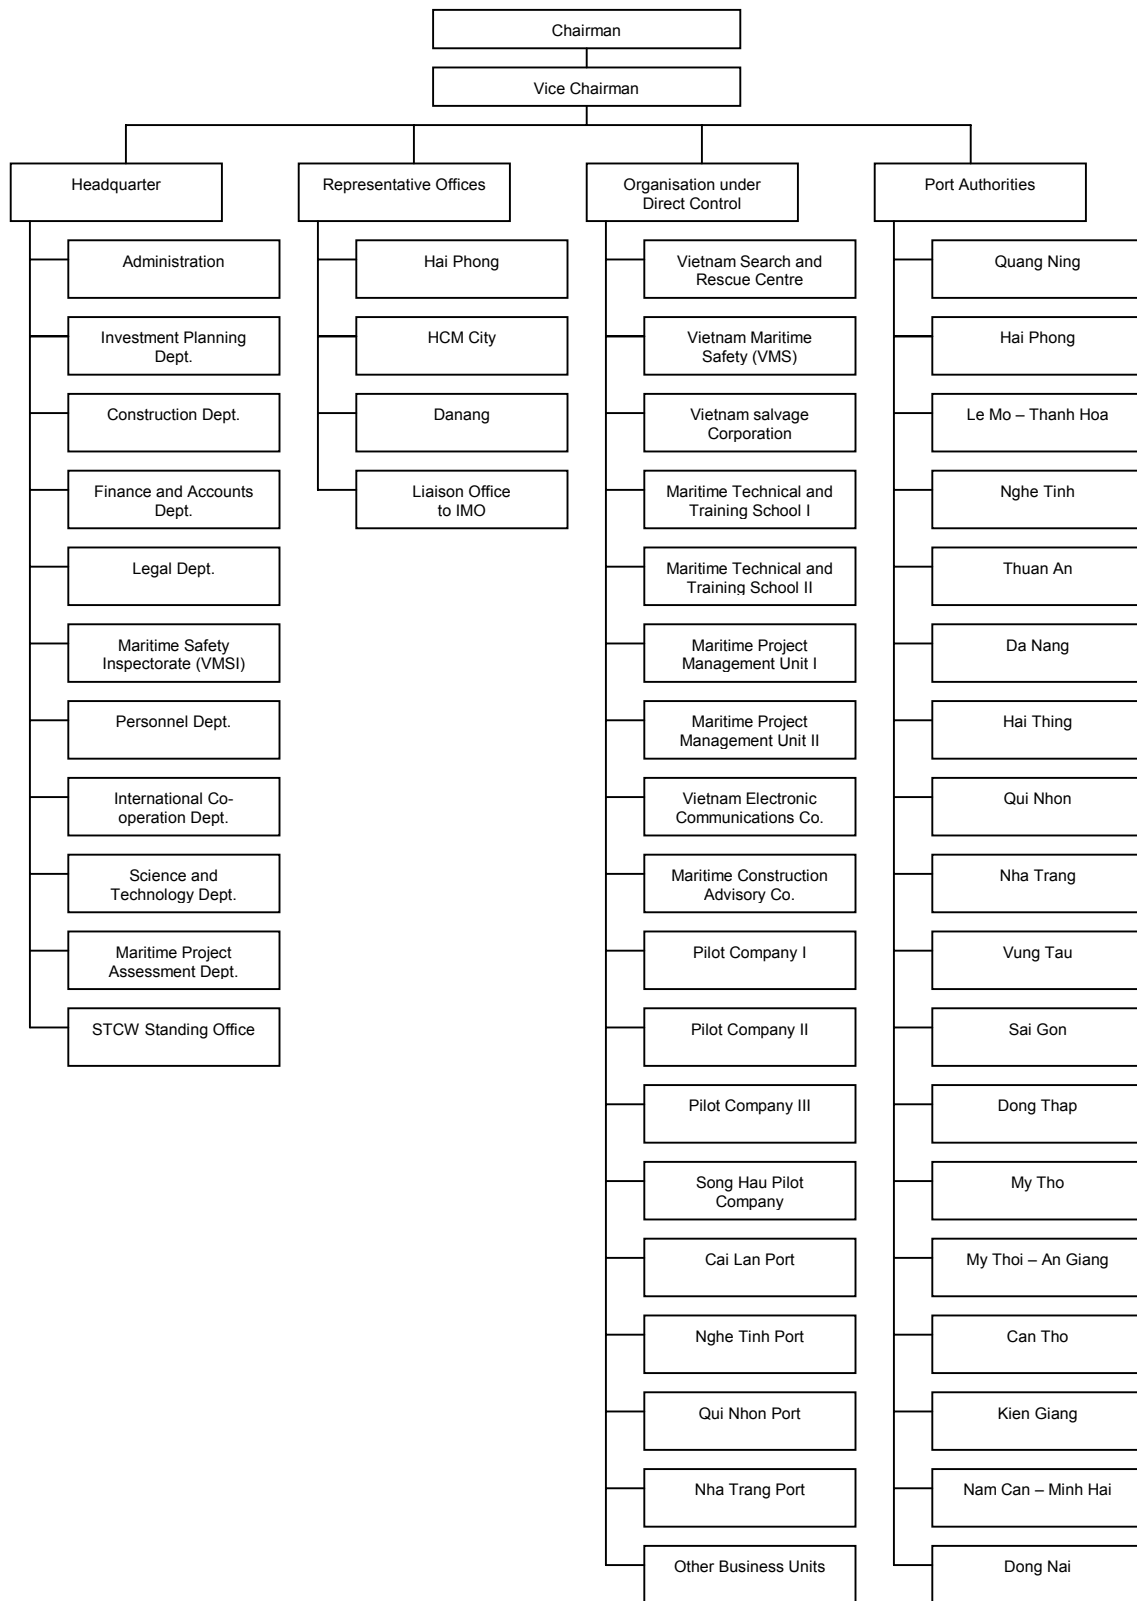 Chairman
Vice Chairman
Headquarter
Representative Offices
Organisation under
Direct Control
Port Authorities
Administration
Investment Planning
Dept.
Construction Dept.
Finance and Accounts
Dept.
Legal Dept.
Maritime Safety
Inspectorate (VMSI)
Personnel Dept.
International Co-
operation Dept.
Science and
Technology Dept.
Maritime Project
Assessment Dept.
STCW Standing Office
Hai Phong
HCM City
Danang
Liaison Office
to IMO
Vietnam Search and
Rescue Centre
Vietnam Maritime
Safety (VMS)
Vietnam salvage
Corporation
Maritime Technical and
Training School I
Maritime Technical and
Training School II
Maritime Project
Management Unit I
Maritime Project
Management Unit II
Vietnam Electronic
Communications Co.
Maritime Construction
Advisory Co.
Pilot Company I
Pilot Company II
Pilot Company III
Song Hau Pilot
Company
Cai Lan Port
Nghe Tinh Port
Qui Nhon Port
Nha Trang Port
Other Business Units
Quang Ning
Hai Phong
Le Mo – Thanh Hoa
Nghe Tinh
Thuan An
Da Nang
Hai Thing
Qui Nhon
Nha Trang
Vung Tau
Sai Gon
Dong Thap
My Tho
My Thoi – An Giang
Can Tho
Kien Giang
Nam Can – Minh Hai
Dong Nai